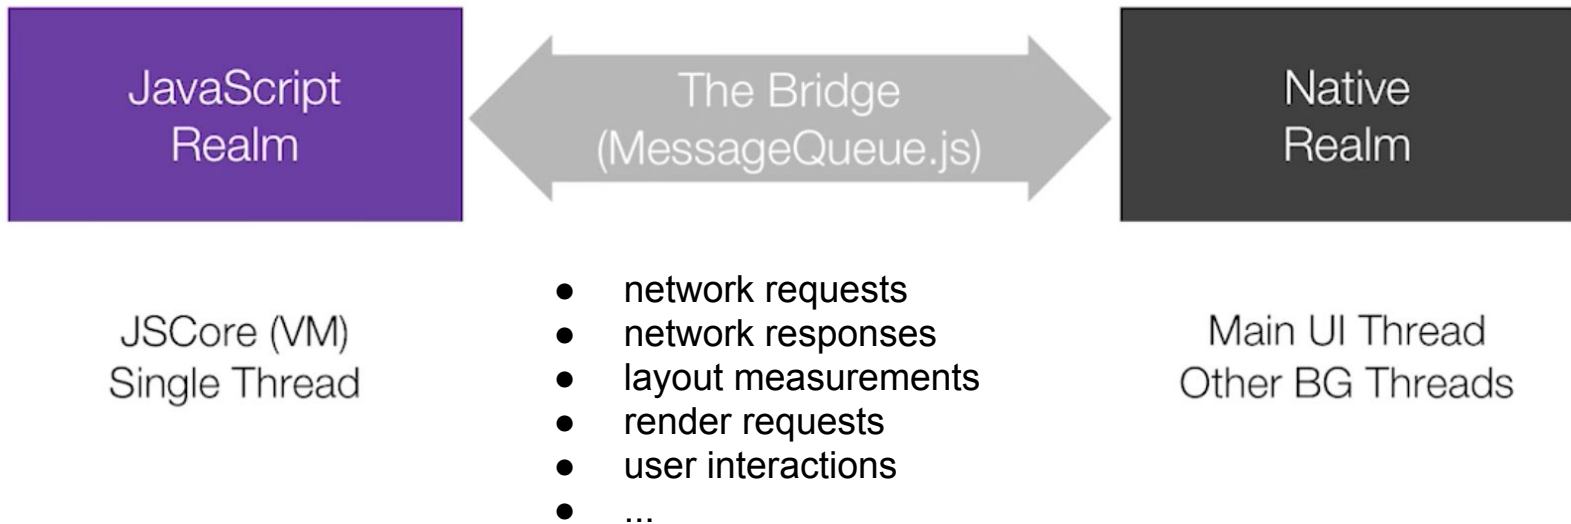 JavaScript
Realm
The Bridge
(MessageQueue.js)
Native
Realm
JSCore (VM)
Single Thread
● network requests
● network responses
● layout measurements
● render requests
● user interactions
● ...
Main UI Thread
Other BG Threads